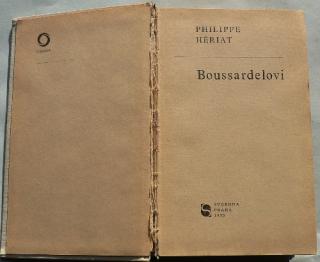 PHILIPPE
HÉRIAT
Boussardelovi
SVOBODA
PRAHA